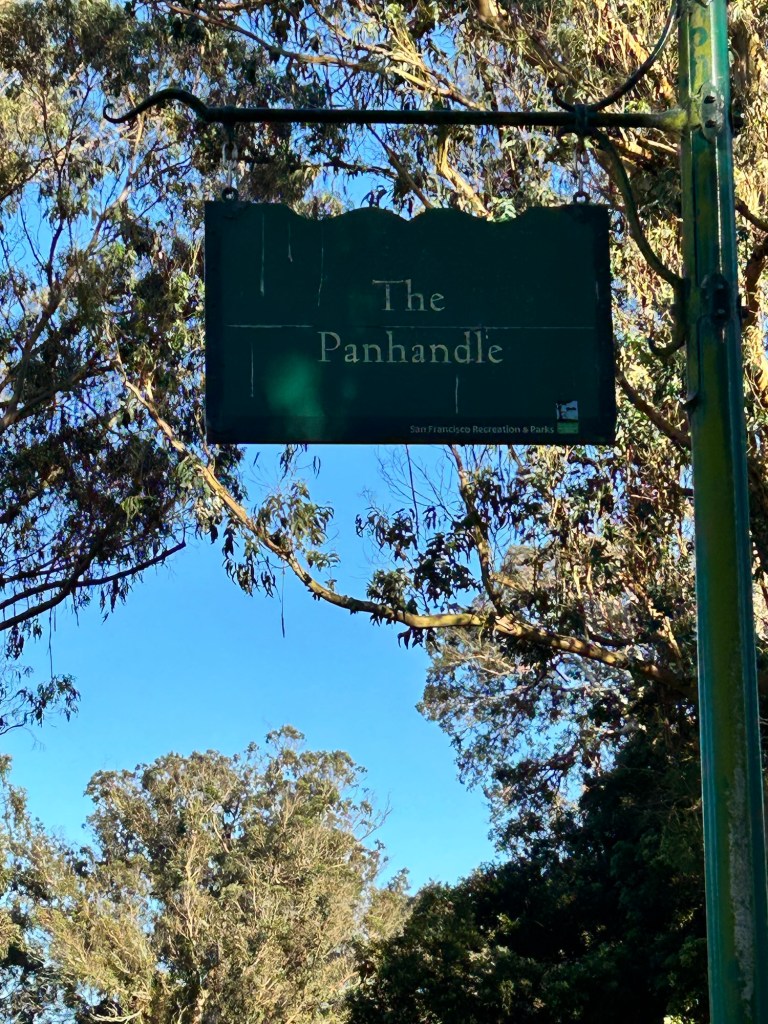 The
Panhandle
San Francisco Recreation & Parks